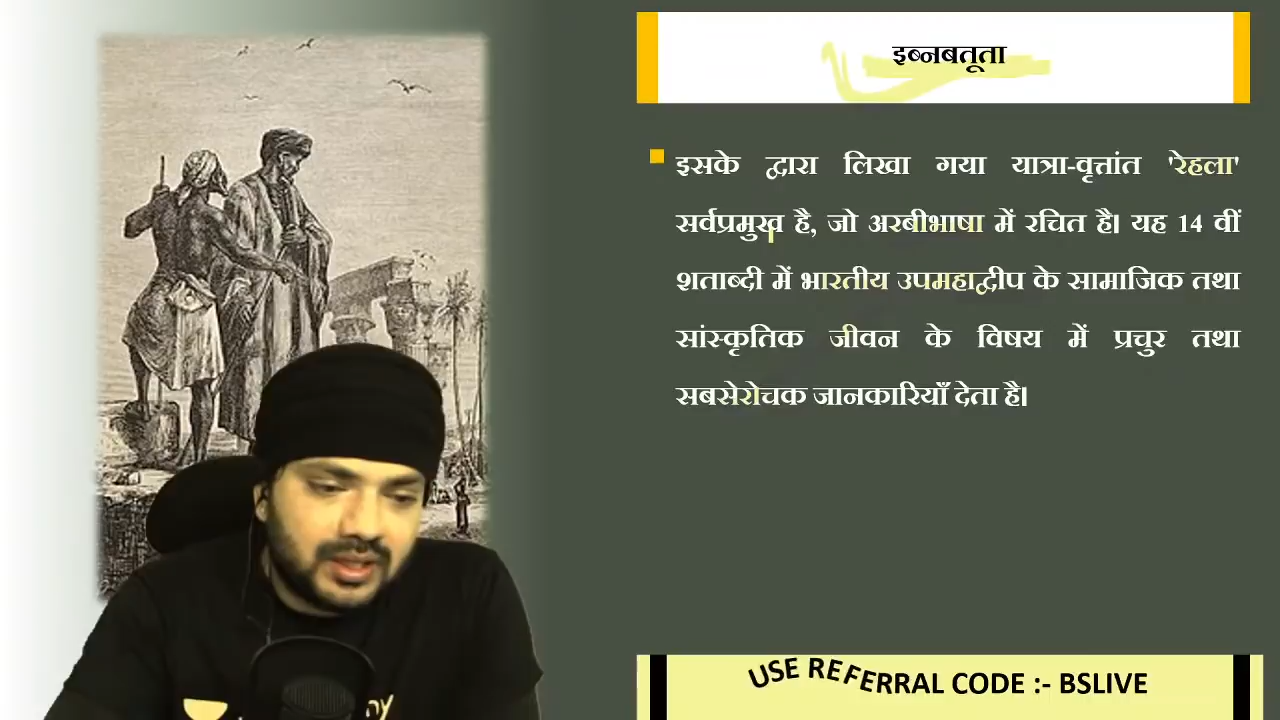 इब्नबतूता
इसके द्वारा लिखा गया यात्रा-वृत्तांत 'रेहला'
सर्वप्रमुख है, जो अरबीभाषा में रचित है। यह 14 वीं
शताब्दी में भारतीय उपमहाद्वीप के सामाजिक तथा
सांस्कृतिक जीवन के विषय में प्रचुर तथा
सबसेरोचक जानकारियाँ देता है।
USE REFERRAL CODE :- BSLIVE